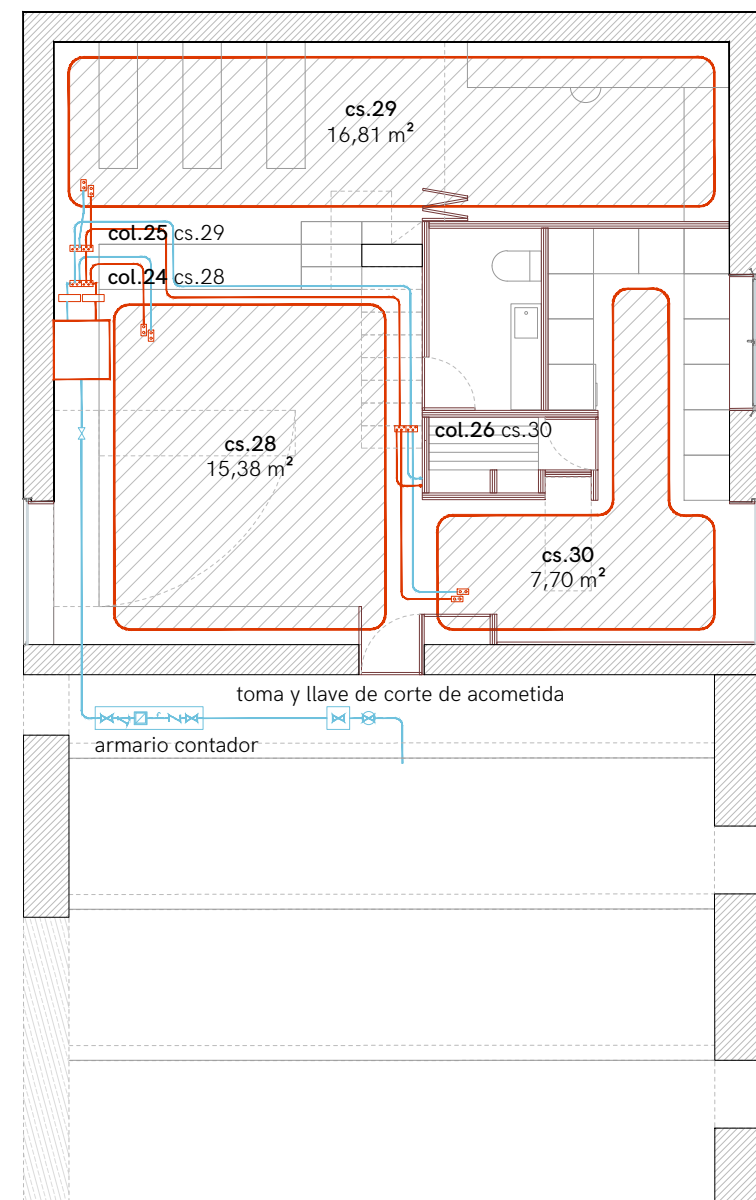 cs.29
16,81 m²
col.25 cs.29
col.24 cs.28
cs.28
15,38 m²
col.26 cs.30
cs.30
7,70 m²
toma y llave de corte de acometida
armario contador